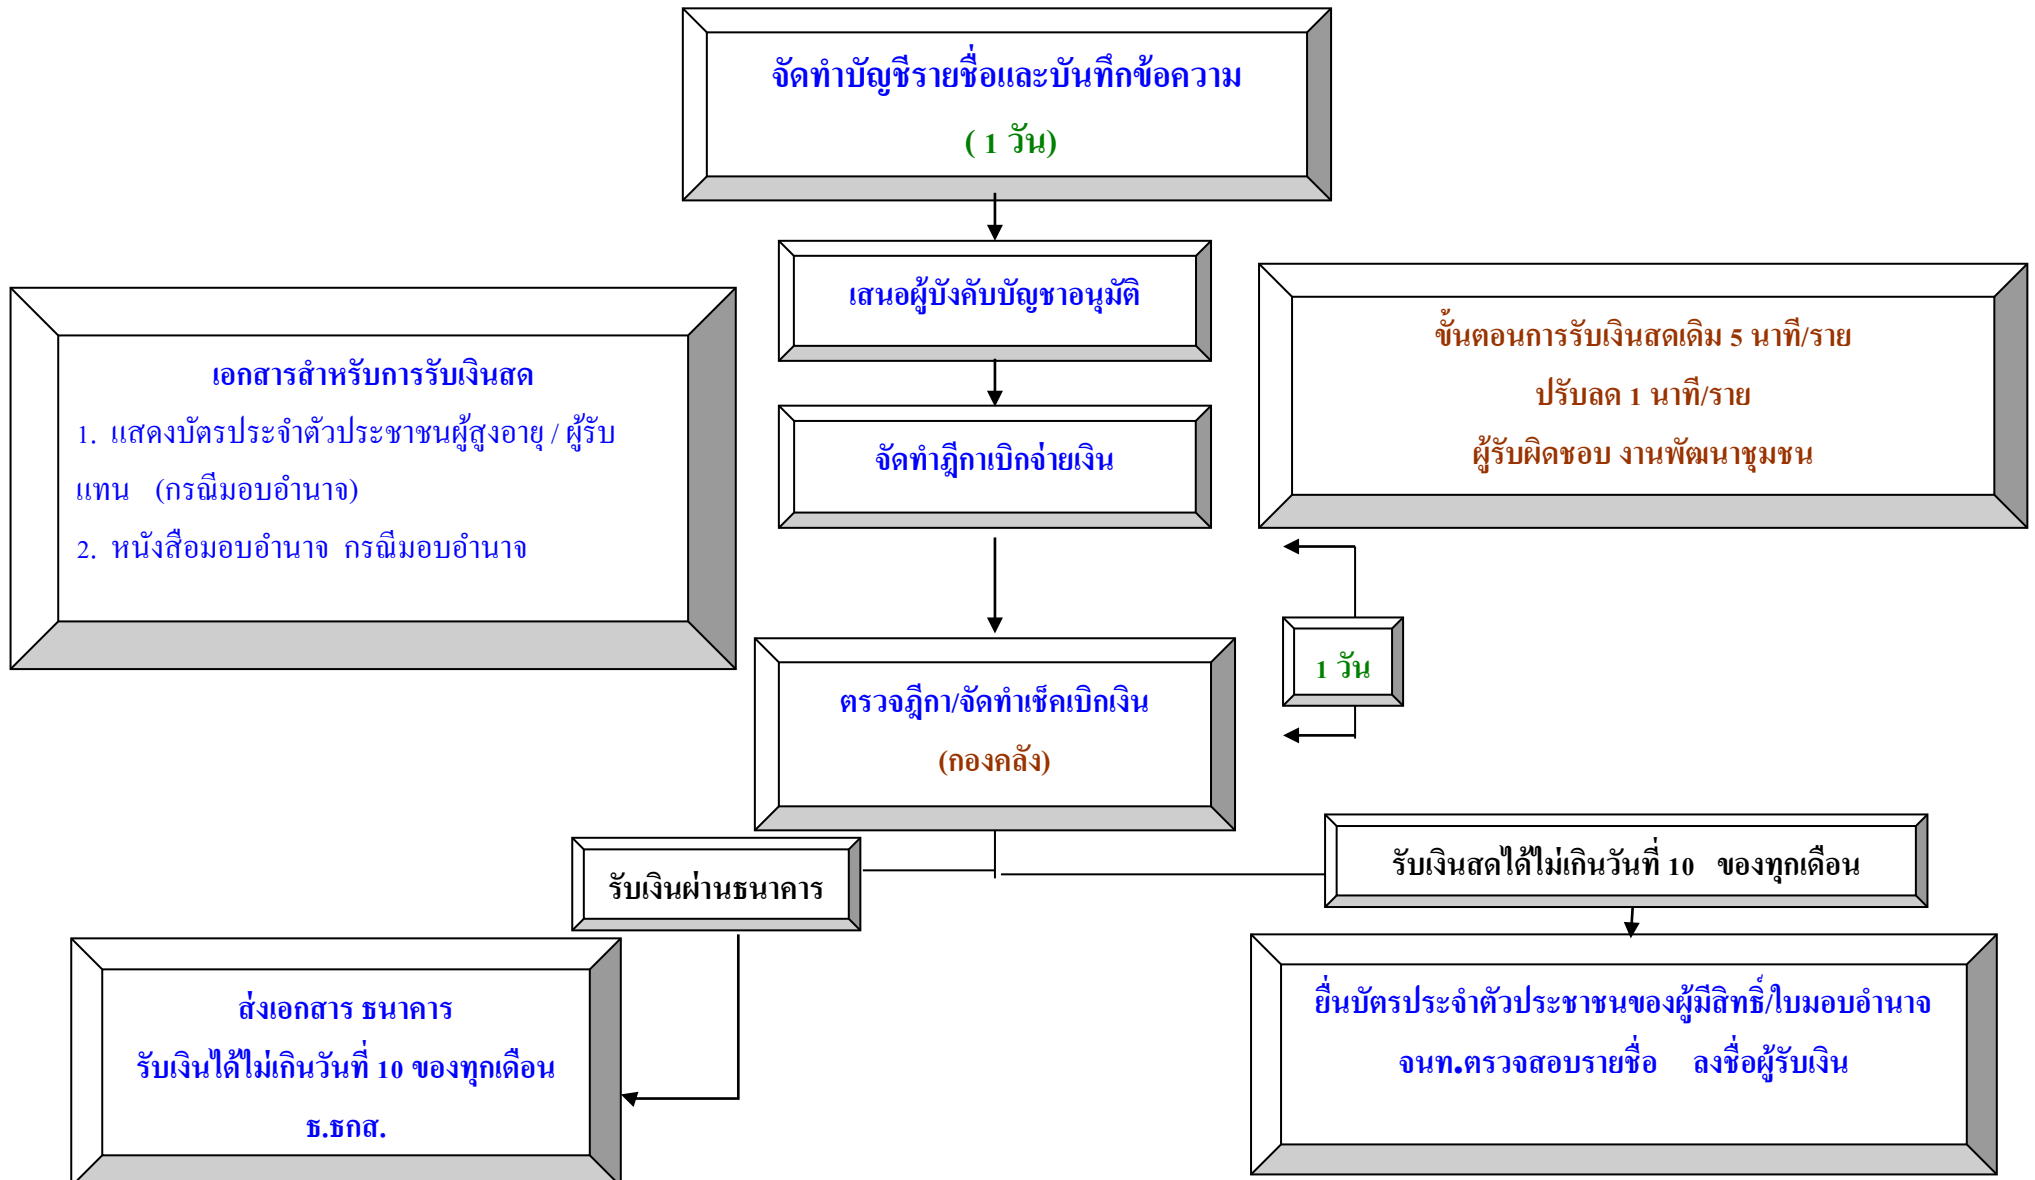 จัดทำบัญชีรายชื่อและบันทึกข้อความ
( 1 วัน)
เสนอผู้บังคับบัญชาอนุมัติ
เอกสารสำหรับการรับเงินสด
1. แสดงบัตรประจำตัวประชาชนผู้สูงอายุ / ผู้รับ
แทน (กรณีมอบอำนาจ)
2. หนังสือมอบอำนาจ กรณีมอบอำนาจ
ขั้นตอนการรับเงินสดเดิม 5 นาที/ราย
ปรับลด 1 นาที/ราย
ผู้รับผิดชอบ งานพัฒนาชุมชน
จัดทำฎีกาเบิกจ่ายเงิน
1 วัน
ตรวจฎีกา/จัดทำเช็คเบิกเงิน
(กองคลัง)
รับเงินผ่านธนาคาร
รับเงินสดได้ไม่เกินวันที่ 10 ของทุกเดือน
ส่งเอกสาร ธนาคาร
รับเงินได้ไม่เกินวันที่ 10 ของทุกเดือน
ธ.ธกส.
ยื่นบัตรประจำตัวประชาชนของผู้มีสิทธิ์/ใบมอบอำนาจ
จนท.ตรวจสอบรายชื่อ ลงชื่อผู้รับเงิน